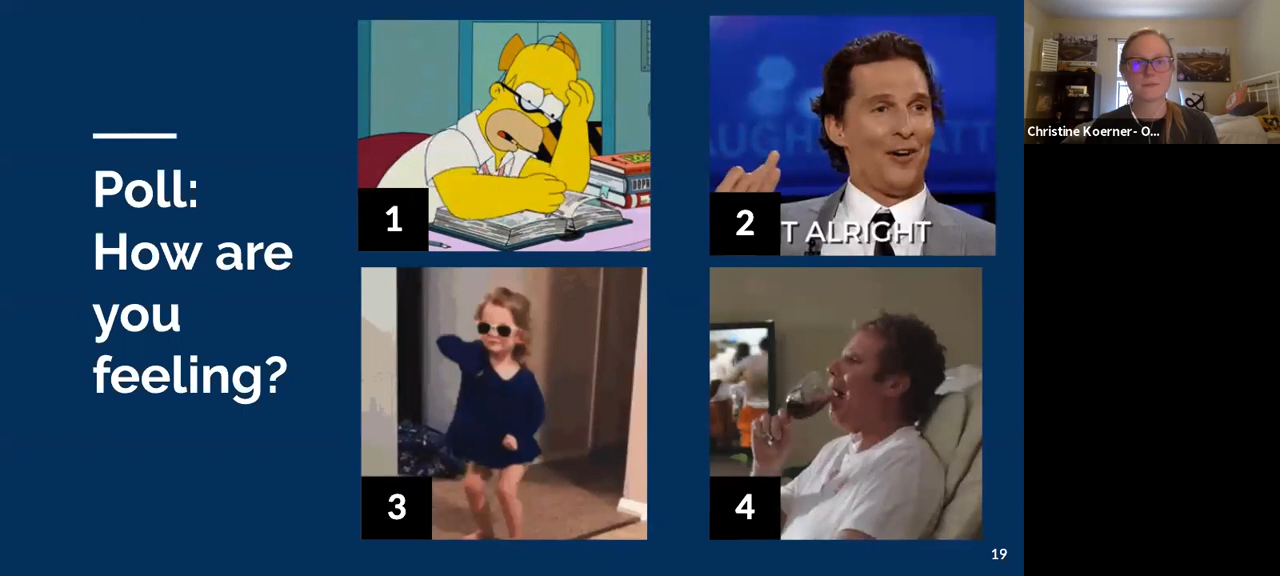 Poll:
How are
you
feeling?
1
2
T ALRIGHT
3
4
19
Christine Koerner- O...